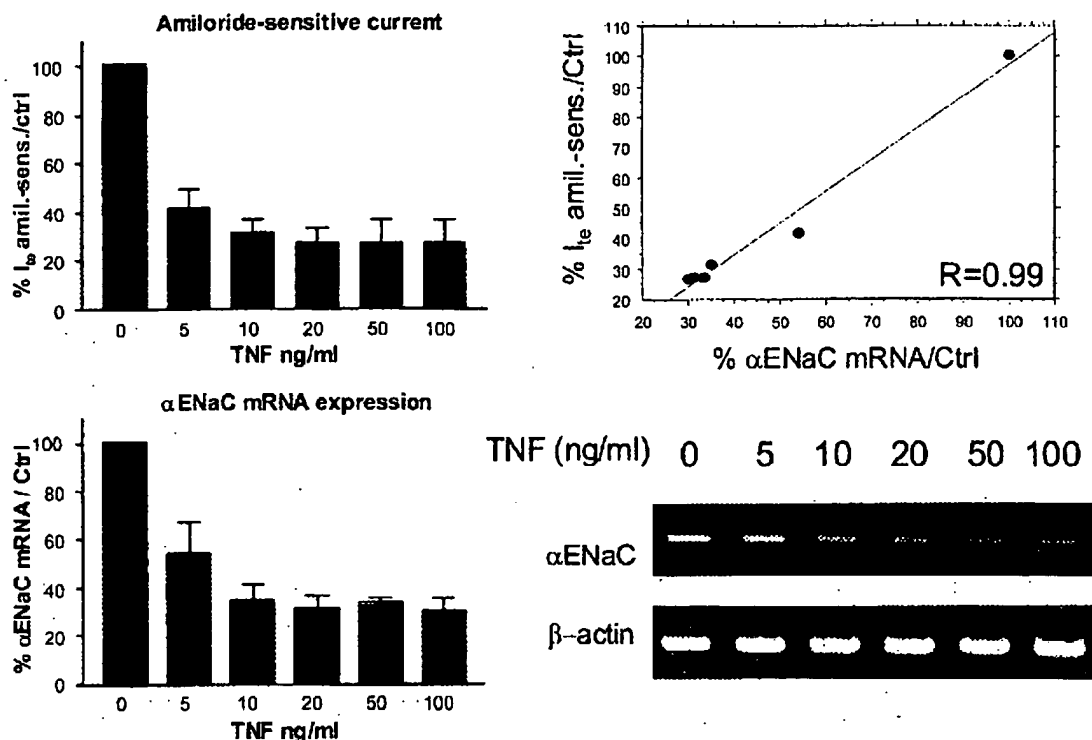 Amiloride-sensitive current
% Ite amil.-sens./ctrl
100
80
60
40
20
0
0 5 10 20 50 100
TNF ng/ml
% Ite amil.-sens./Ctrl
110
100
90
80
70
60
50
40
30
20
R=0.99
20 30 40 50 60 70 80 90 100 110
% αENaC mRNA/Ctrl
αENaC mRNA expression
% αENaC mRNA / Ctrl
100
80
60
40
20
0
0 5 10 20 50 100
TNF ng/ml
TNF (ng/ml) 0 5 10 20 50 100
αENaC
β-actin